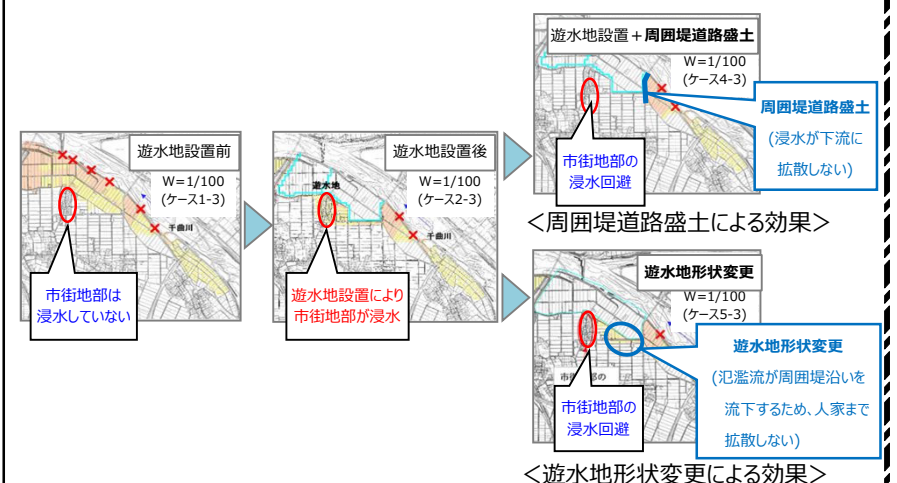 遊水地設置前
W=1/100
(ケース1-3)
千曲川
市街地部は
浸水していない
遊水地設置後
W=1/100
(ケース2-3)
遊水地
千曲川
遊水地設置により
市街地部が浸水
遊水地設置+周囲堤道路盛土
W=1/100
(ケース4-3)
周囲堤道路盛土
(浸水が下流に
拡散しない)
市街地部の
浸水回避
<周囲堤道路盛土による効果>
遊水地形状変更
W=1/100
(ケース5-3)
遊水地形状変更
(氾濫流が周囲堤沿いを
流下するため、人家まで
拡散しない)
市街地部の
浸水回避
<遊水地形状変更による効果>